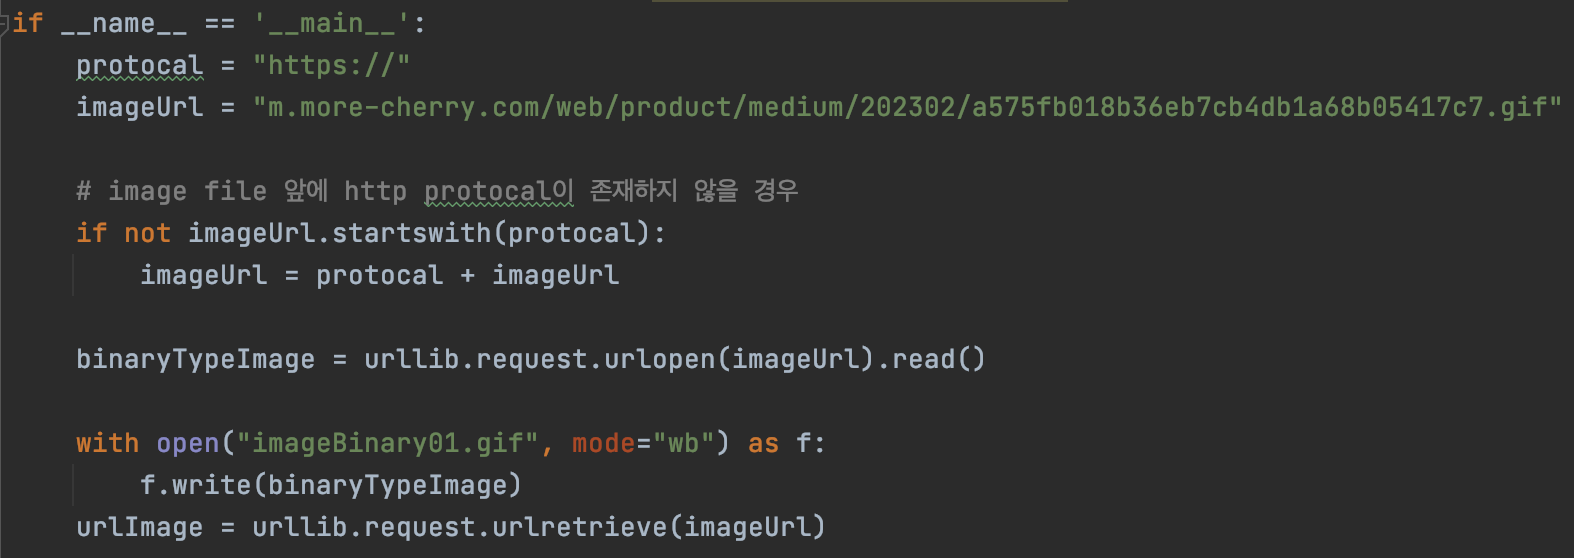 if __name__ == '__main__':
    protocal = "https://"
    imageUrl = "m.more-cherry.com/web/product/medium/202302/a575fb018b36eb7cb4db1a68b05417c7.gif"
    # image file 앞에 http protocal이 존재하지 않을 경우
    if not imageUrl.startswith(protocal):
        imageUrl = protocal + imageUrl
    binaryTypeImage = urllib.request.urlopen(imageUrl).read()
    with open("imageBinary01.gif", mode="wb") as f:
        f.write(binaryTypeImage)
    urlImage = urllib.request.urlretrieve(imageUrl)